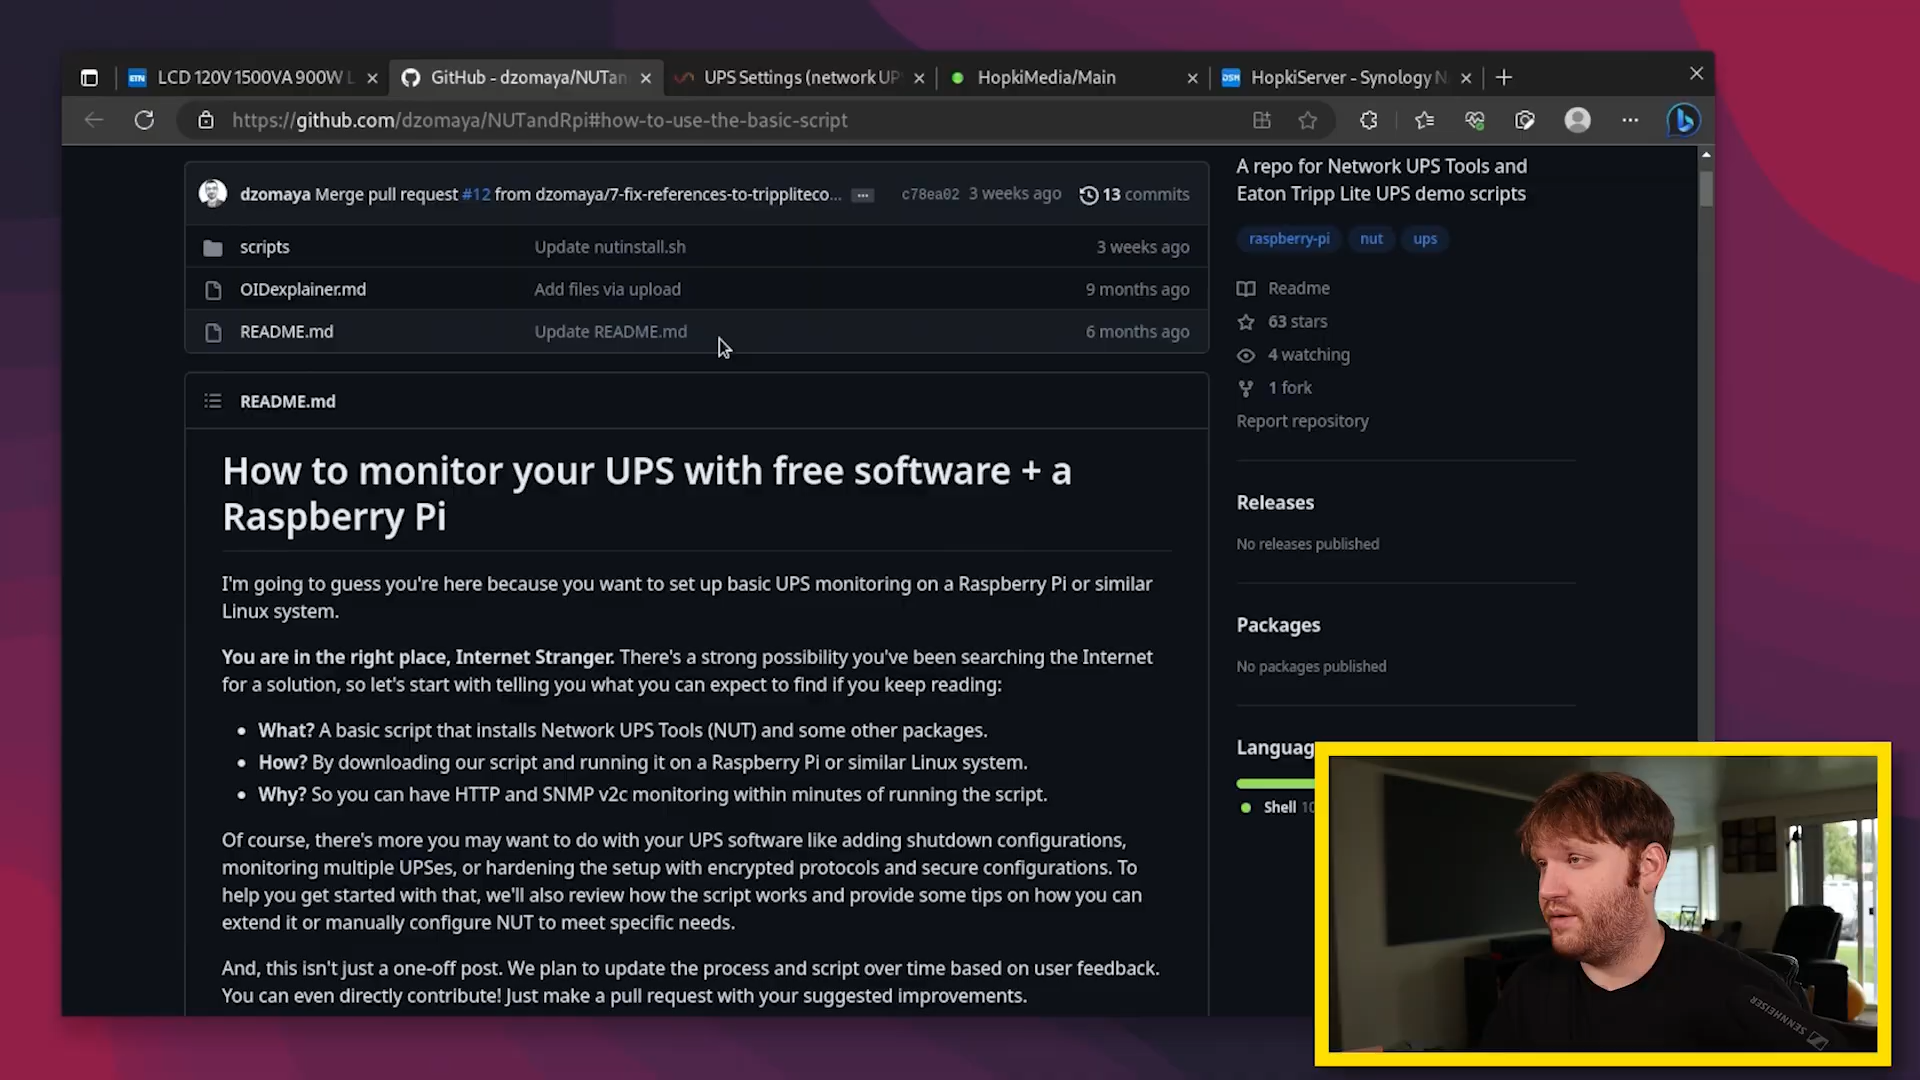 LCD 120V 1500VA 900W L
GitHub - dzomaya/NUTan
UPS Settings (network UP
HopkiMedia/Main
HopkiServer - Synology N
https://github.com/dzomaya/NUTandRpi#how-to-use-the-basic-script
dzomaya Merge pull request #12 from dzomaya/7-fix-references-to-trippliteco... c78ea02 3 weeks ago 13 commits
scripts Update nutinstall.sh 3 weeks ago
OIDexplainer.md Add files via upload 9 months ago
README.md Update README.md 6 months ago
README.md
How to monitor your UPS with free software + a
Raspberry Pi
I'm going to guess you're here because you want to set up basic UPS monitoring on a Raspberry Pi or similar
Linux system.
You are in the right place, Internet Stranger. There's a strong possibility you've been searching the Internet
for a solution, so let's start with telling you what you can expect to find if you keep reading:
• What? A basic script that installs Network UPS Tools (NUT) and some other packages.
• How? By downloading our script and running it on a Raspberry Pi or similar Linux system.
• Why? So you can have HTTP and SNMP v2c monitoring within minutes of running the script.
Of course, there's more you may want to do with your UPS software like adding shutdown configurations,
monitoring multiple UPSes, or hardening the setup with encrypted protocols and secure configurations. To
help you get started with that, we'll also review how the script works and provide some tips on how you can
extend it or manually configure NUT to meet specific needs.
And, this isn't just a one-off post. We plan to update the process and script over time based on user feedback.
You can even directly contribute! Just make a pull request with your suggested improvements.
A repo for Network UPS Tools and
Eaton Tripp Lite UPS demo scripts
raspberry-pi nut ups
Readme
63 stars
4 watching
1 fork
Report repository
Releases
No releases published
Packages
No packages published
Languag
Shell 10
ETN
DSM
SENNHEISER